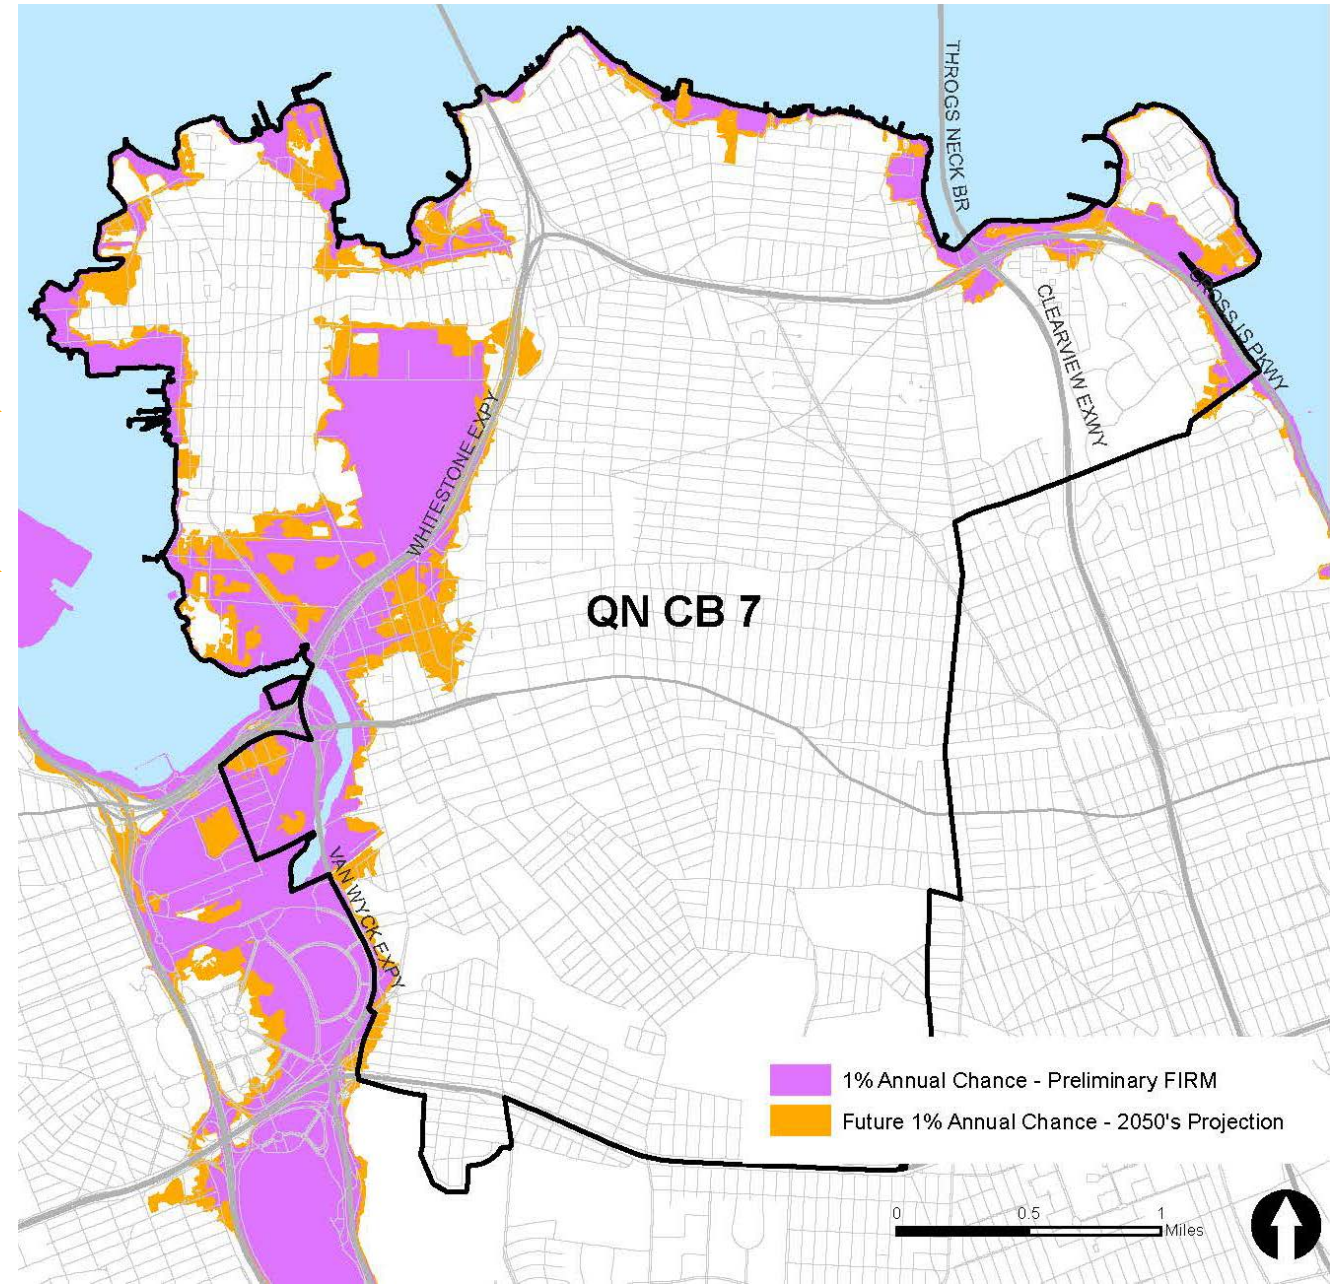 THROGS NECK BR
CROSS IS PKWY
CLEARVIEW EXWY
WHITESTONE EXPY
QN CB 7
VAN WYCK EXPY
1% Annual Chance - Preliminary FIRM
Future 1% Annual Chance - 2050's Projection
0 0.5 1
Miles